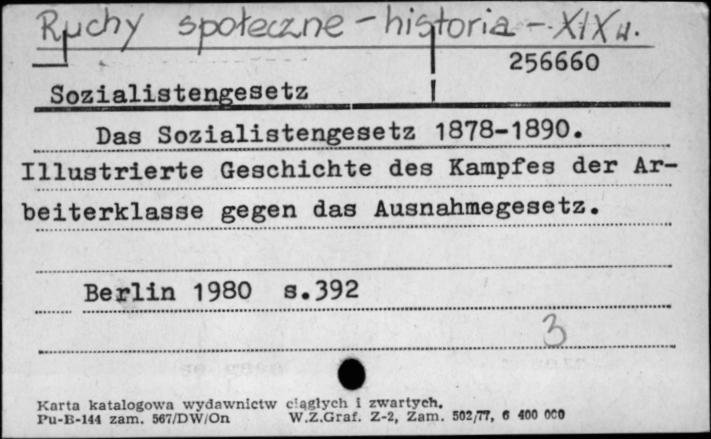 Ruchy społeczne - historia - XIX w.
256660
Sozialistengesetz
Das Sozialistengesetz 1878-1890.
Illustrierte Geschichte des Kampfes der Ar-
beiterklasse gegen das Ausnahmegesetz.
Berlin 1980 s.392
3
Karta katalogowa wydawnictw ciągłych i zwartych.
Pu-B-144 zam. 567/DW/On W.Z.Graf. Z-2, Zam. 502/77, 6 400 000